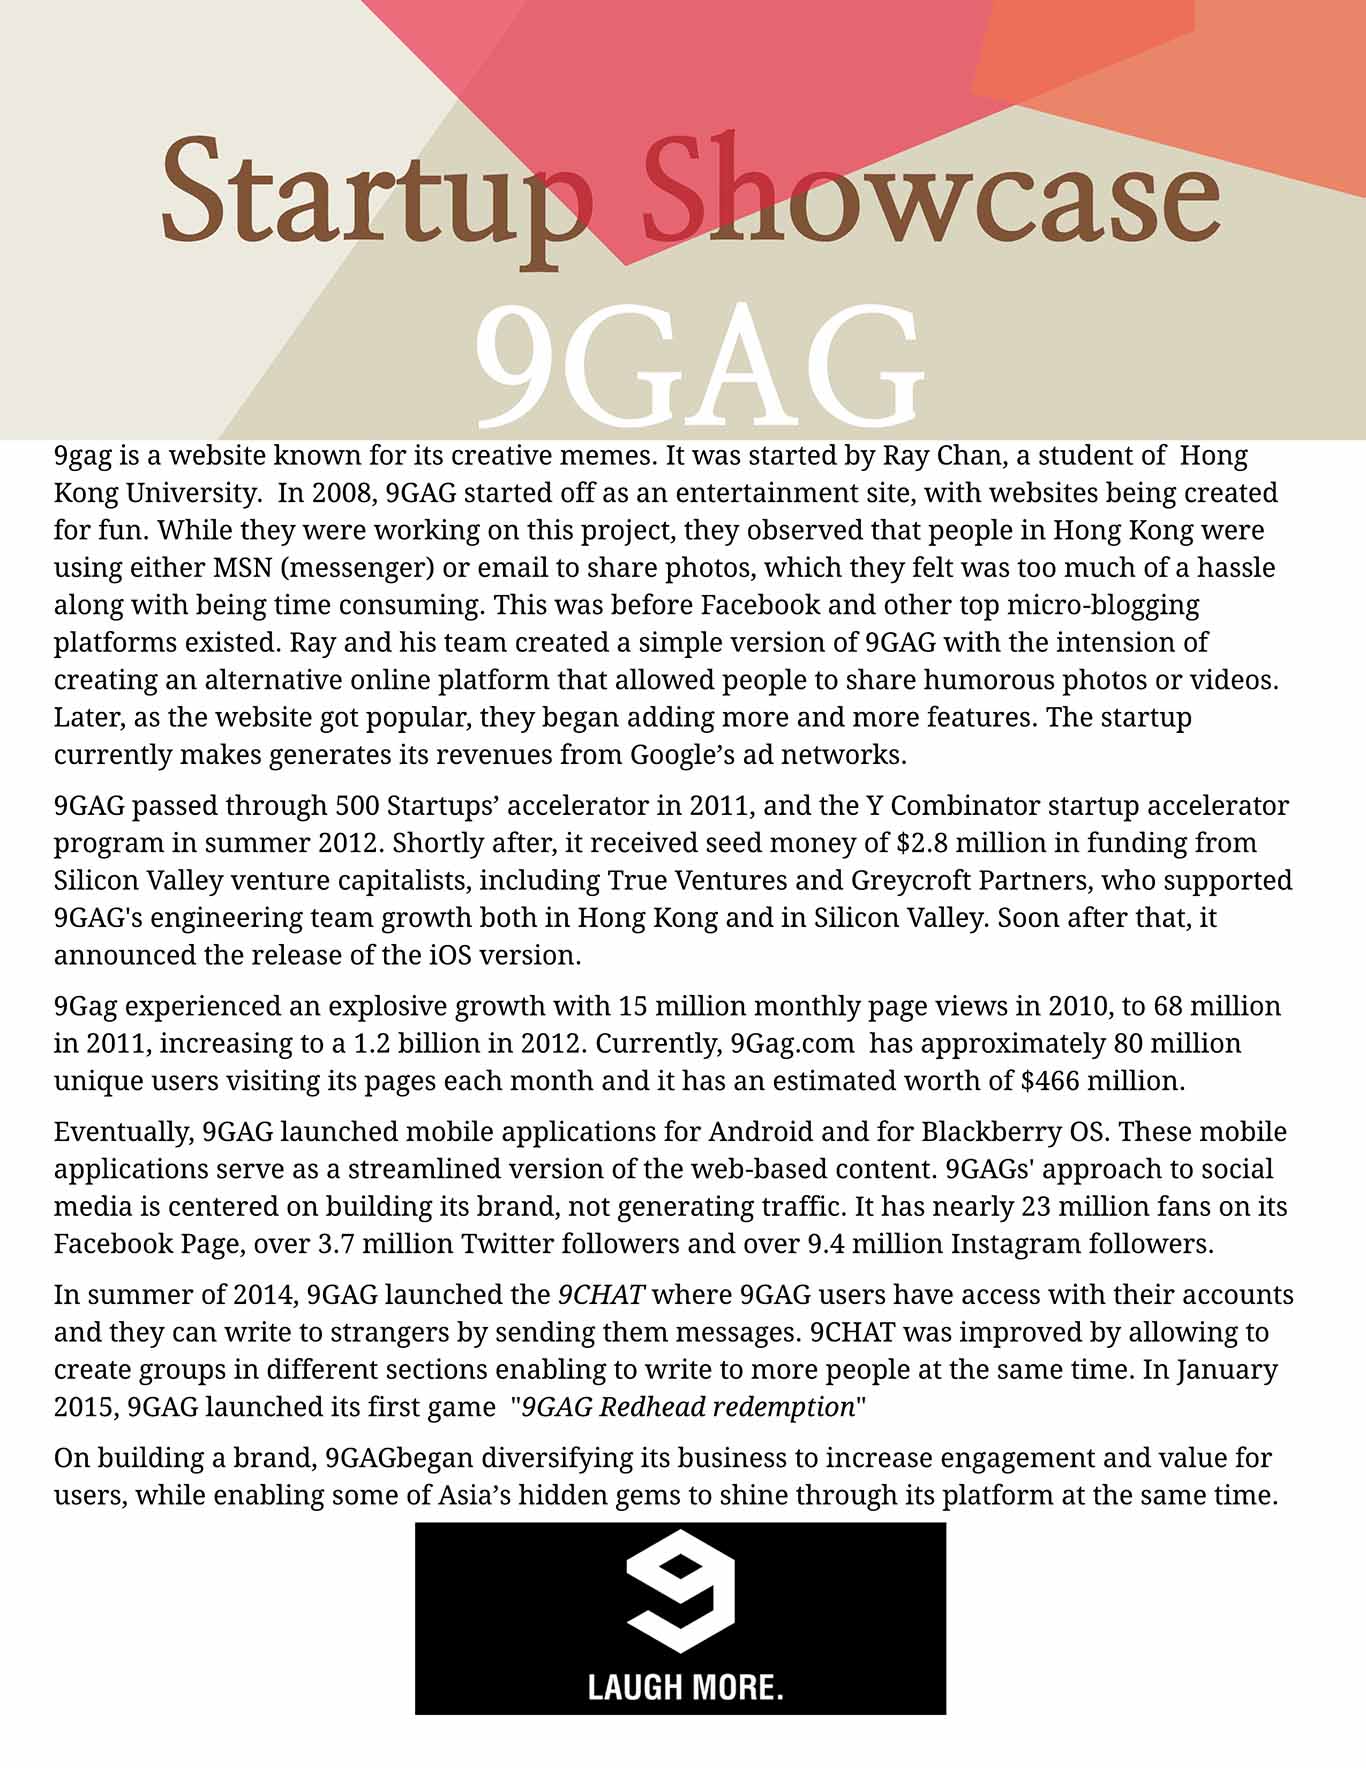 Startup Showcase
9GAG
9gag is a website known for its creative memes. It was started by Ray Chan, a student of  Hong
Kong University.  In 2008, 9GAG started off as an entertainment site, with websites being created
for fun. While they were working on this project, they observed that people in Hong Kong were
using either MSN (messenger) or email to share photos, which they felt was too much of a hassle
along with being time consuming. This was before Facebook and other top micro-blogging
platforms existed. Ray and his team created a simple version of 9GAG with the intension of
creating an alternative online platform that allowed people to share humorous photos or videos.
Later, as the website got popular, they began adding more and more features. The startup
currently makes generates its revenues from Google’s ad networks.
9GAG passed through 500 Startups’ accelerator in 2011, and the Y Combinator startup accelerator
program in summer 2012. Shortly after, it received seed money of $2.8 million in funding from
Silicon Valley venture capitalists, including True Ventures and Greycroft Partners, who supported
9GAG's engineering team growth both in Hong Kong and in Silicon Valley. Soon after that, it
announced the release of the iOS version.
9Gag experienced an explosive growth with 15 million monthly page views in 2010, to 68 million
in 2011, increasing to a 1.2 billion in 2012. Currently, 9Gag.com  has approximately 80 million
unique users visiting its pages each month and it has an estimated worth of $466 million.
Eventually, 9GAG launched mobile applications for Android and for Blackberry OS. These mobile
applications serve as a streamlined version of the web-based content. 9GAGs' approach to social
media is centered on building its brand, not generating traffic. It has nearly 23 million fans on its
Facebook Page, over 3.7 million Twitter followers and over 9.4 million Instagram followers.
In summer of 2014, 9GAG launched the 9CHAT where 9GAG users have access with their accounts
and they can write to strangers by sending them messages. 9CHAT was improved by allowing to
create groups in different sections enabling to write to more people at the same time. In January
2015, 9GAG launched its first game  "9GAG Redhead redemption"
On building a brand, 9GAGbegan diversifying its business to increase engagement and value for
users, while enabling some of Asia’s hidden gems to shine through its platform at the same time.
9
LAUGH MORE.